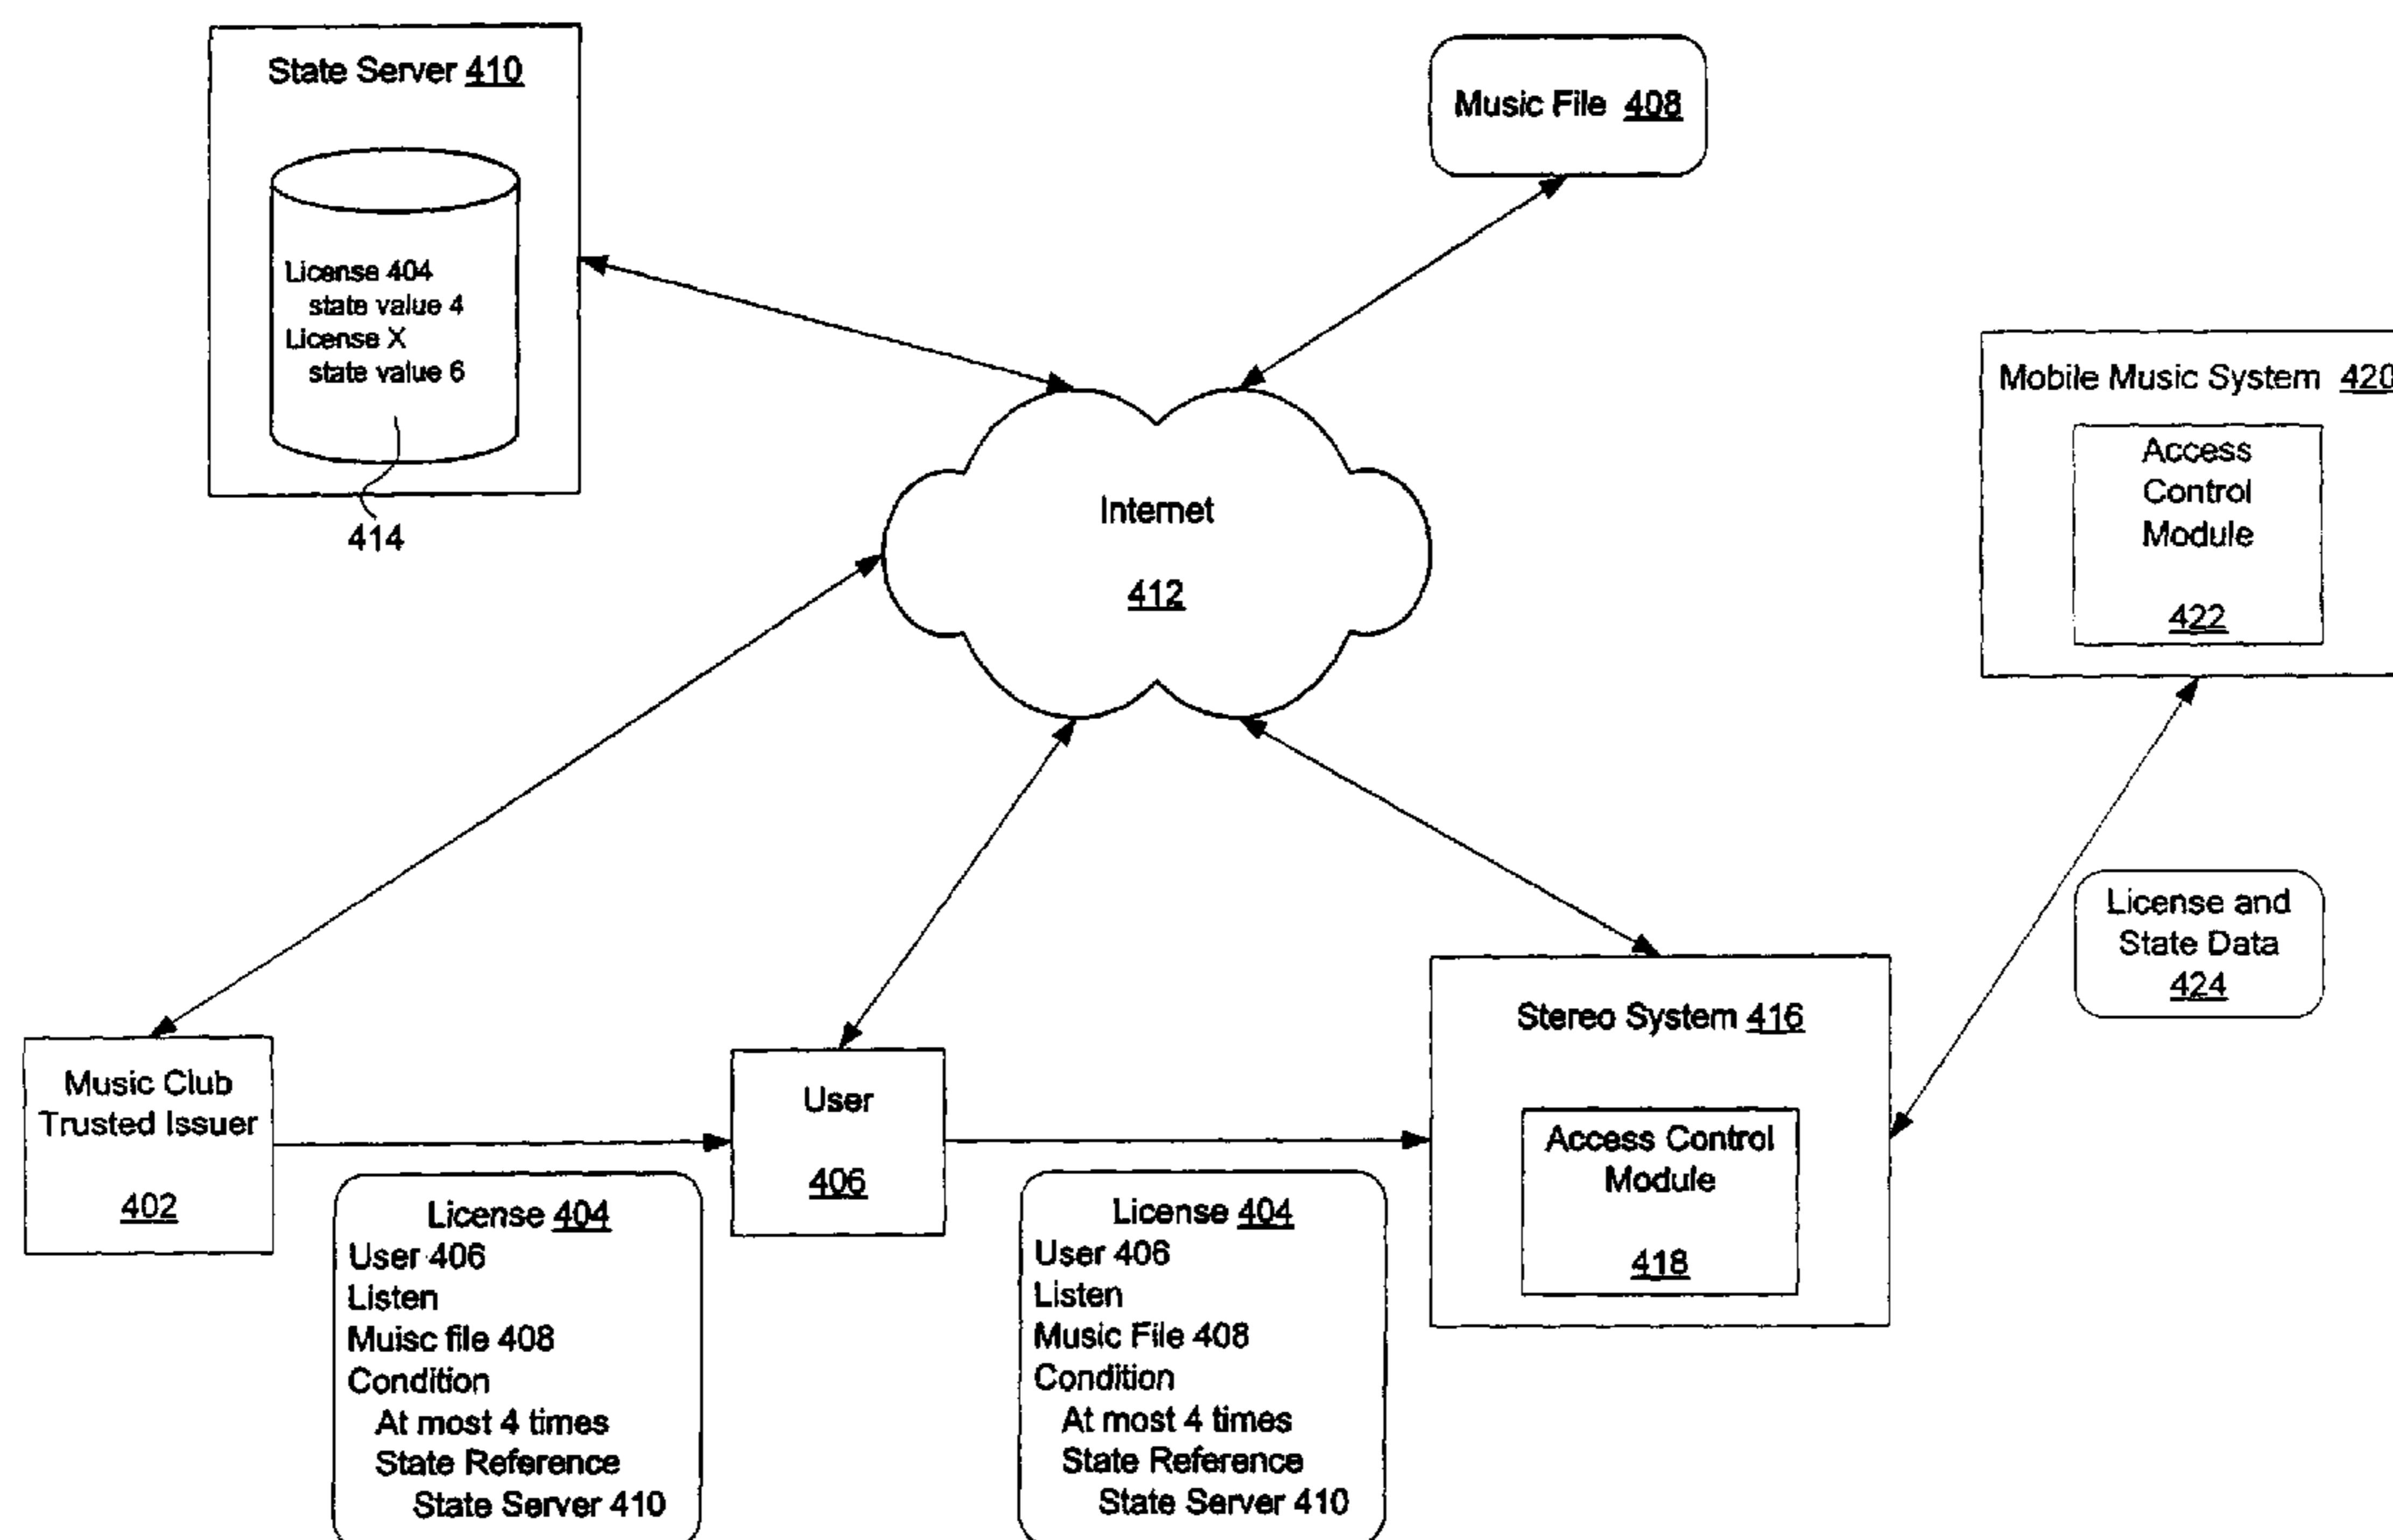 State Server 410
License 404
state value 4
License X
state value 6
414
Music File 408
Internet
412
Mobile Music System 420
Access
Control
Module
422
License and
State Data
424
Music Club
Trusted Issuer
402
License 404
User 406
Listen
Muisc file 408
Condition
At most 4 times
State Reference
State Server 410
User
406
License 404
User 406
Listen
Music File 408
Condition
At most 4 times
State Reference
State Server 410
Stereo System 416
Access Control
Module
418